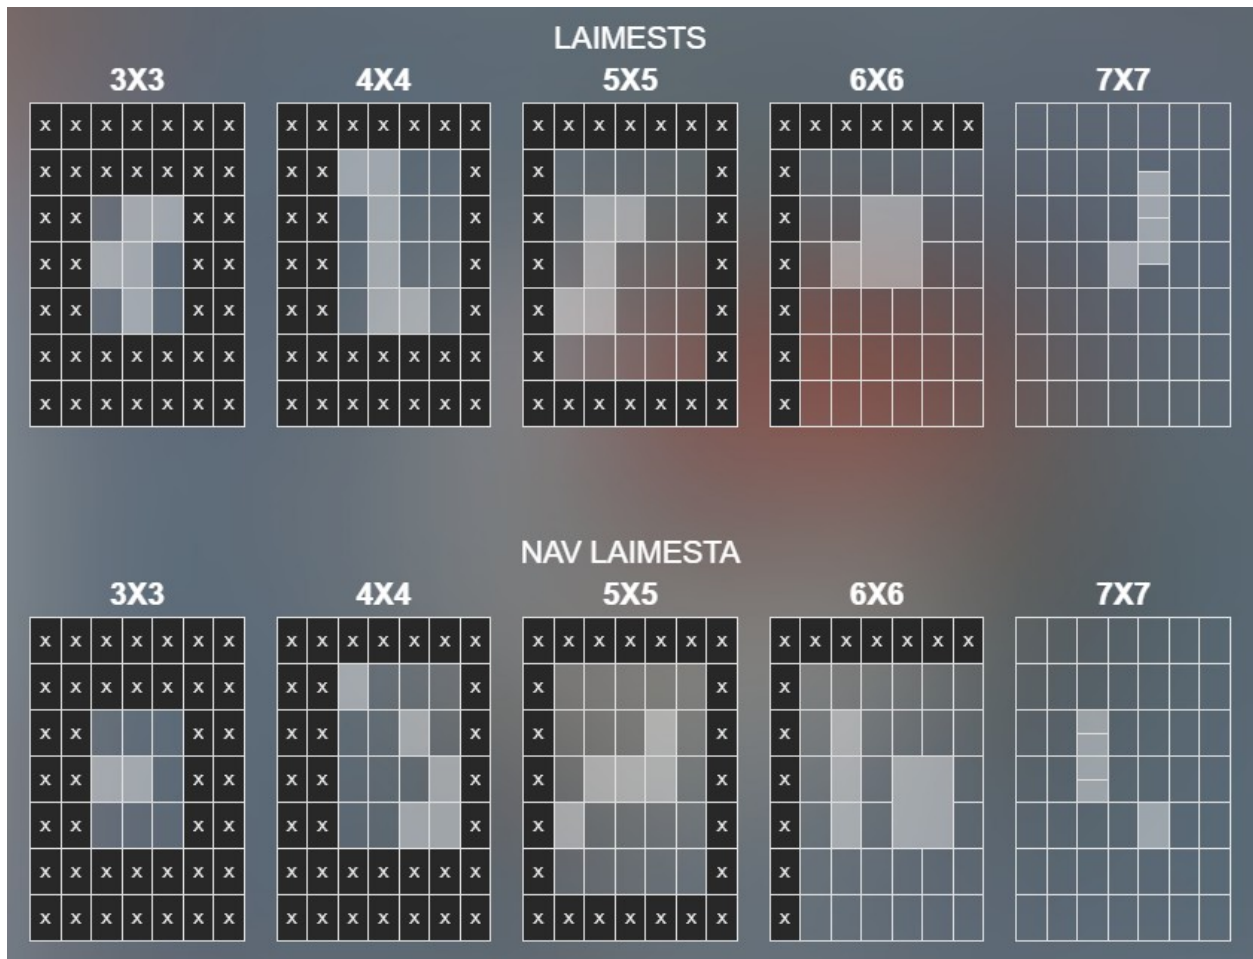 LAIMESTS
3X3 4X4 5X5 6X6 7X7
x x x x x x x x x x x x x x x x x x x x x x x x x x x x
x x x x x x x x x x x x x
x x x x x x x x x x
x x x x x x x x x x
x x x x x x x x x x
x x x x x x x x x x x x x x x x x
x x x x x x x x x x x x x x x x x x x x x x
NAV LAIMESTA
3X3 4X4 5X5 6X6 7X7
x x x x x x x x x x x x x x x x x x x x x x x x x x x x
x x x x x x x x x x x x x
x x x x x x x x x x
x x x x x x x x x x
x x x x x x x x x x
x x x x x x x x x x x x x x x x x
x x x x x x x x x x x x x x x x x x x x x x